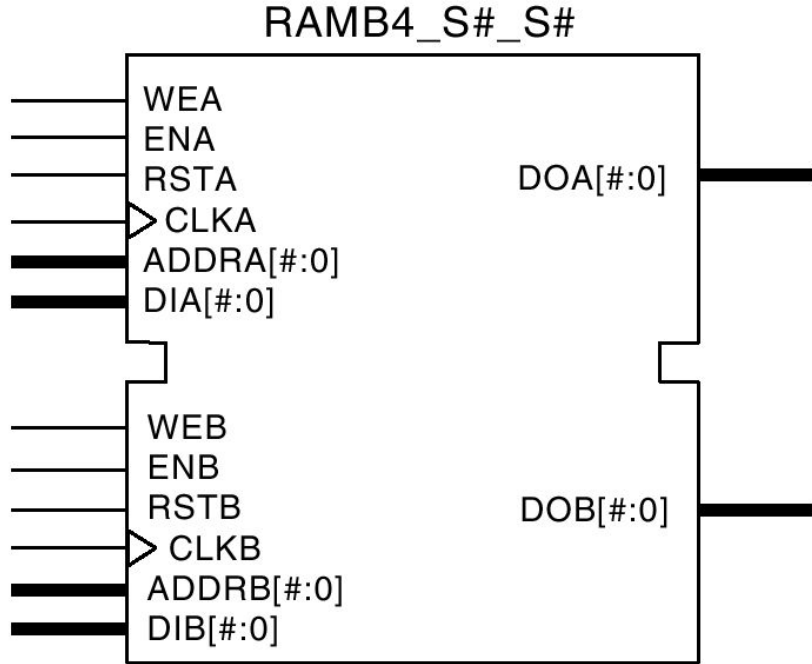 RAMB4_S#_S#
WEA
ENA
RSTA
DOA[#:0]
CLKA
ADDRA[#:0]
DIA[#:0]
WEB
ENB
RSTB
DOB[#:0]
CLKB
ADDRB[#:0]
DIB[#:0]